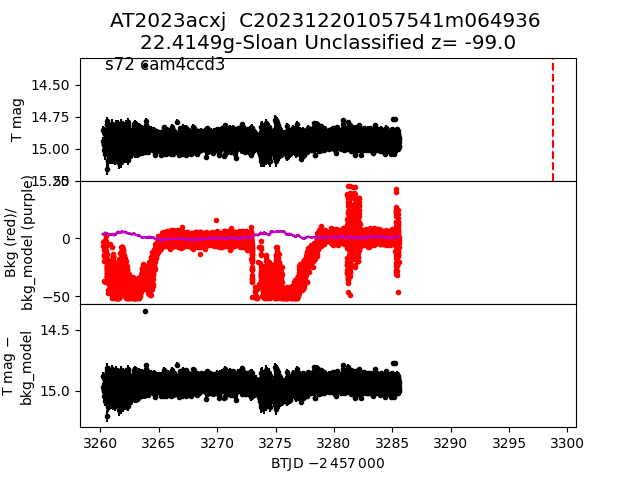 AT2023acxj  C202312201057541m064936
22.4149g-Sloan Unclassified z= -99.0
s72 cam4ccd3
14.50
14.75
15.00
15.25
T mag
50
0
−50
Bkg (red)/
bkg_model (purple)
14.5
15.0
T mag −
bkg_model
3260 3265 3270 3275 3280 3285 3290 3295 3300
BTJD −2 457 000